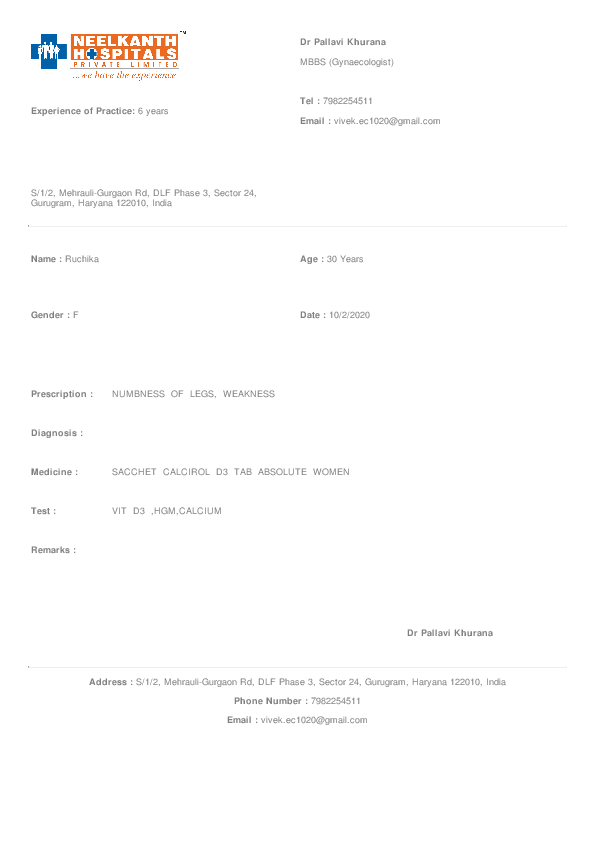 NEELKANTH
HOSPITALS
PRIVATE LIMITED
...we have the experience
TM
Dr Pallavi Khurana
MBBS (Gynaecologist)
Tel : 7982254511
Experience of Practice: 6 years
Email : vivek.ec1020@gmail.com
S/1/2, Mehrauli-Gurgaon Rd, DLF Phase 3, Sector 24,
Gurugram, Haryana 122010, India
Name : Ruchika
Age : 30 Years
Gender : F
Date : 10/2/2020
Prescription : NUMBNESS OF LEGS, WEAKNESS
Diagnosis :
Medicine : SACCHET CALCIROL D3 TAB ABSOLUTE WOMEN
Test : VIT D3 ,HGM,CALCIUM
Remarks :
Dr Pallavi Khurana
Address : S/1/2, Mehrauli-Gurgaon Rd, DLF Phase 3, Sector 24, Gurugram, Haryana 122010, India
Phone Number : 7982254511
Email : vivek.ec1020@gmail.com